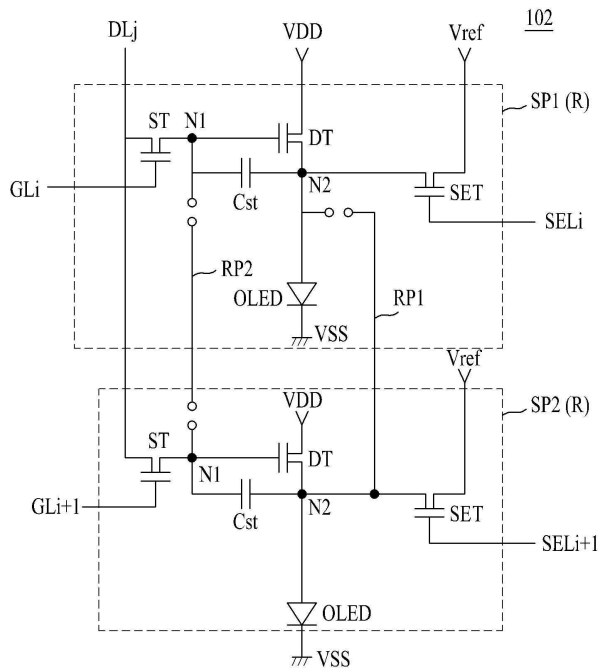 DLj
VDD
Vref
102
SP1 (R)
ST
N1
DT
N2
GLi
Cst
SET
SELi
RP2
OLED
RP1
VSS
Vref
VDD
SP2 (R)
ST
DT
N1
N2
GLi+1
Cst
SET
SELi+1
OLED
VSS